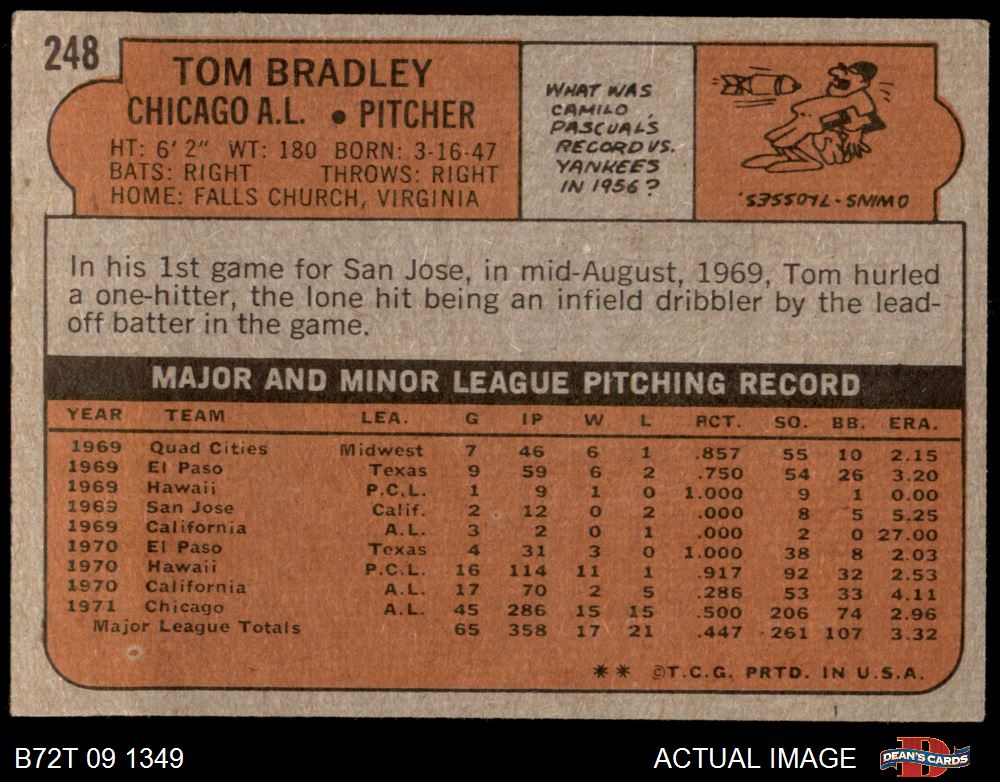 248
TOM BRADLEY
CHICAGO A.L. • PITCHER
HT: 6' 2" WT: 180 BORN: 3-16-47
BATS: RIGHT THROWS: RIGHT
HOME: FALLS CHURCH, VIRGINIA
WHAT WAS
CAMILO
PASCUALS
RECORD VS.
YANKEES
IN 1956?
OWINS-7LOSSES.
In his 1st game for San Jose, in mid-August, 1969, Tom hurled
a one-hitter, the lone hit being an infield dribbler by the lead-
off batter in the game.
MAJOR AND MINOR LEAGUE PITCHING RECORD
YEAR TEAM LEA. G IP W L PCT. SO. BB. ERA.
1969 Quad Cities Midwest 7 46 6 1 .857 55 10 2.15
1969 El Paso Texas 9 59 6 2 .750 54 26 3.20
1969 Hawaii P.C.L. 1 9 1 0 1.000 9 1 0.00
1969 San Jose Calif. 2 12 0 2 .000 8 5 5.25
1969 California A.L. 3 2 0 1 .000 2 0 27.00
1970 El Paso Texas 4 31 3 0 1.000 38 8 2.03
1970 Hawaii P.C.L. 16 114 11 1 .917 92 32 2.53
1970 California A.L. 17 70 2 5 .286 53 33 4.11
1971 Chicago A.L. 45 286 15 15 .500 206 74 2.96
Major League Totals 65 358 17 21 .447 261 107 3.32
** ©T.C.G. PRTD. IN U.S.A.
B72T 09 1349
ACTUAL IMAGE
DEAN'S CARDS